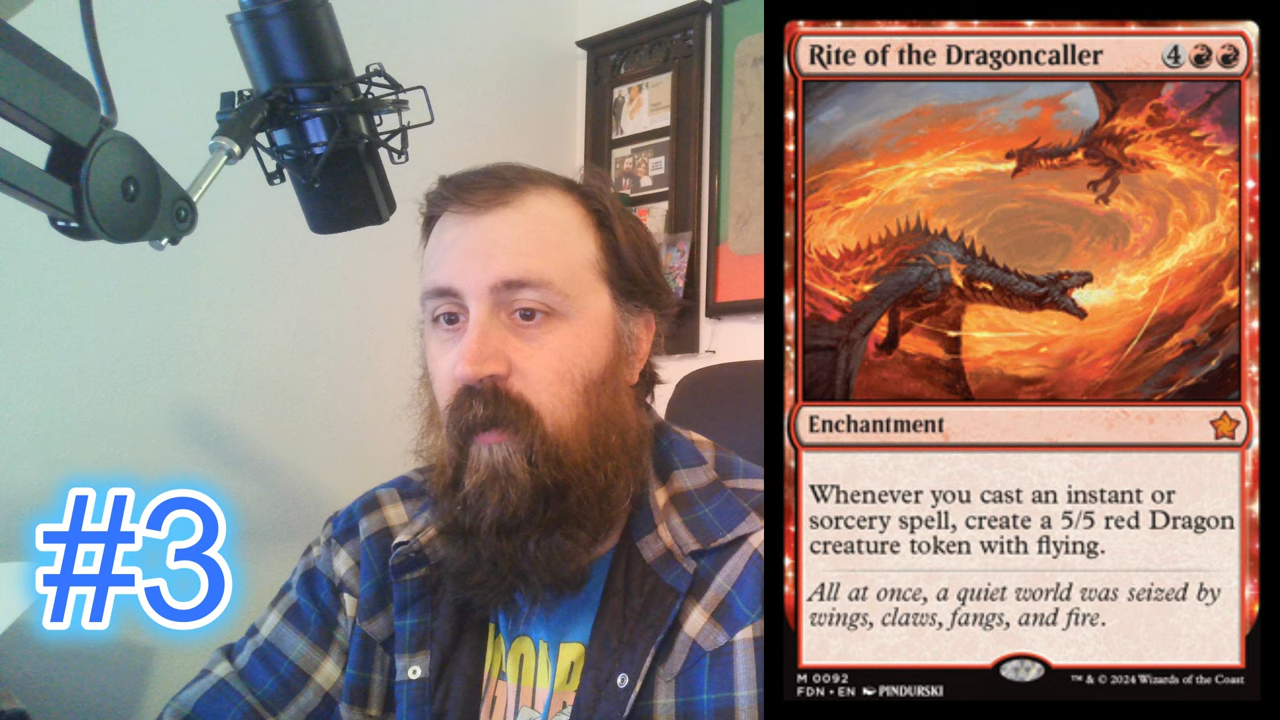 #3
Rite of the Dragoncaller 4
Enchantment
Whenever you cast an instant or
sorcery spell, create a 5/5 red Dragon
creature token with flying.
All at once, a quiet world was seized by
wings, claws, fangs, and fire.
M 0092
FDN • EN PINDURSKI
™ & © 2024 Wizards of the Coast